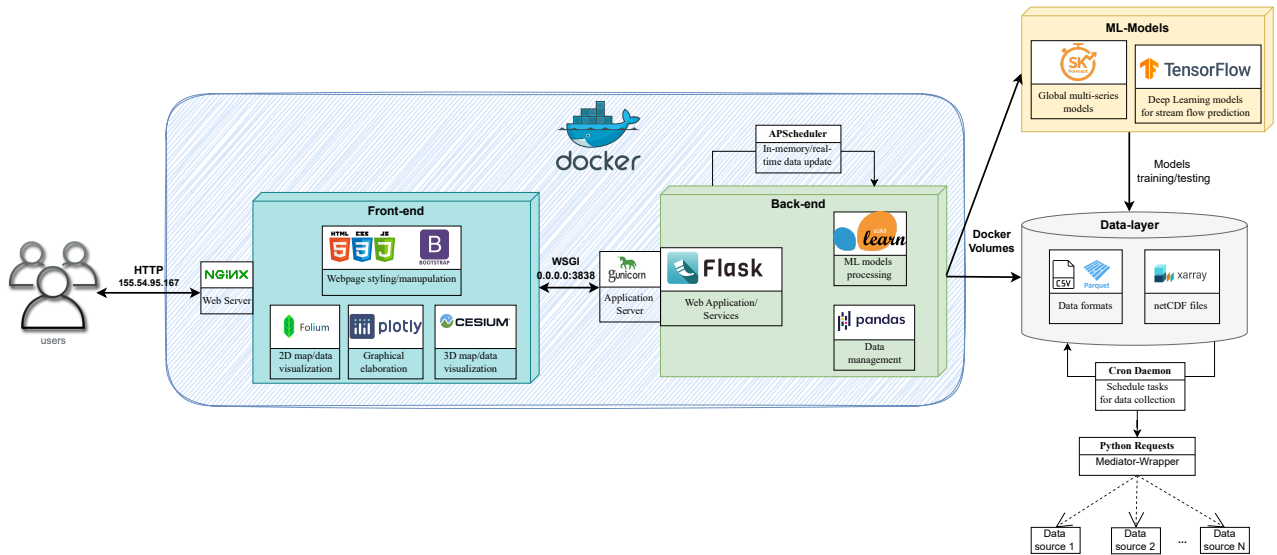 ML-Models
SK
Forecast
TensorFlow
Global multi-series
models
Deep Learning models
for stream flow prediction
docker
APScheduler
In-memory/real-
time data update
Models
training/testing
Front-end
HTML
CSS
JS
5
3
5
B
BOOTSTRAP
Webpage styling/manupulation
Back-end
scikit
learn
ML models
processing
Docker
Volumes
Data-layer
CSV
Parquet
Data formats
xarray
netCDF files
HTTP
155.54.95.167
NGINX
Web Server
WSGI
0.0.0.0:3838
gunicorn
Application
Server
Flask
Web Application/
Services
users
Folium
2D map/data
visualization
plotly
Graphical
elaboration
CESIUM
3D map/data
visualization
pandas
Data
management
Cron Daemon
Schedule tasks
for data collection
Python Requests
Mediator-Wrapper
Data
source 1
Data
source 2
...
Data
source N